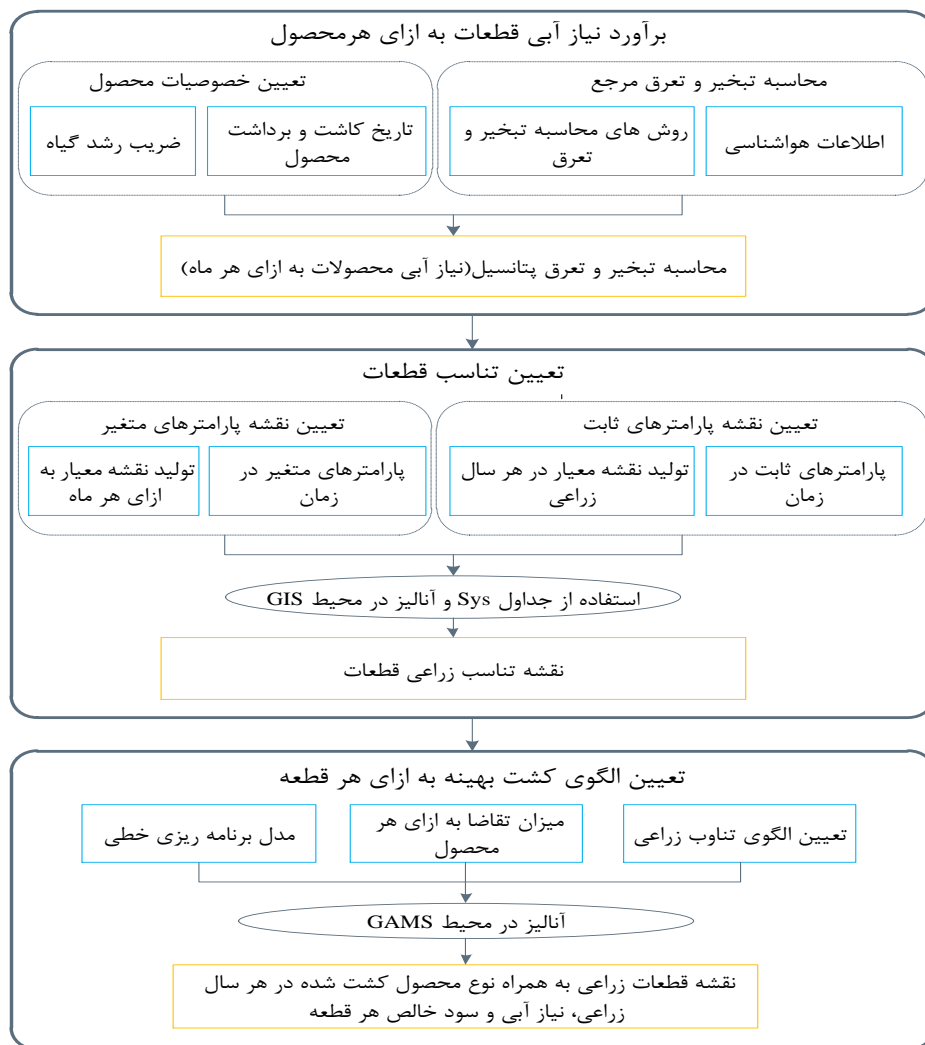 برآورد نیاز آبی قطعات به ازای هرمحصول
محاسبه تبخیر و تعرق مرجع
اطلاعات هواشناسی
روش های محاسبه تبخیر و
تعرق
تعیین خصوصیات محصول
تاریخ کاشت و برداشت
محصول
ضریب رشد گیاه
محاسبه تبخیر و تعرق پتانسیل(نیاز آبی محصولات به ازای هر ماه)
تعیین تناسب قطعات
تعیین نقشه پارامترهای ثابت
پارامترهای ثابت در
زمان
تولید نقشه معیار در هر سال
زراعی
تعیین نقشه پارامترهای متغیر
پارامترهای متغیر در
زمان
تولید نقشه معیار به
ازای هر ماه
استفاده از جداول Sys و آنالیز در محیط GIS
نقشه تناسب زراعی قطعات
تعیین الگوی کشت بهینه به ازای هر قطعه
تعیین الگوی تناوب زراعی
میزان تقاضا به ازای هر
محصول
مدل برنامه ریزی خطی
آنالیز در محیط GAMS
نقشه قطعات زراعی به همراه نوع محصول کشت شده در هر سال
زراعی، نیاز آبی و سود خالص هر قطعه